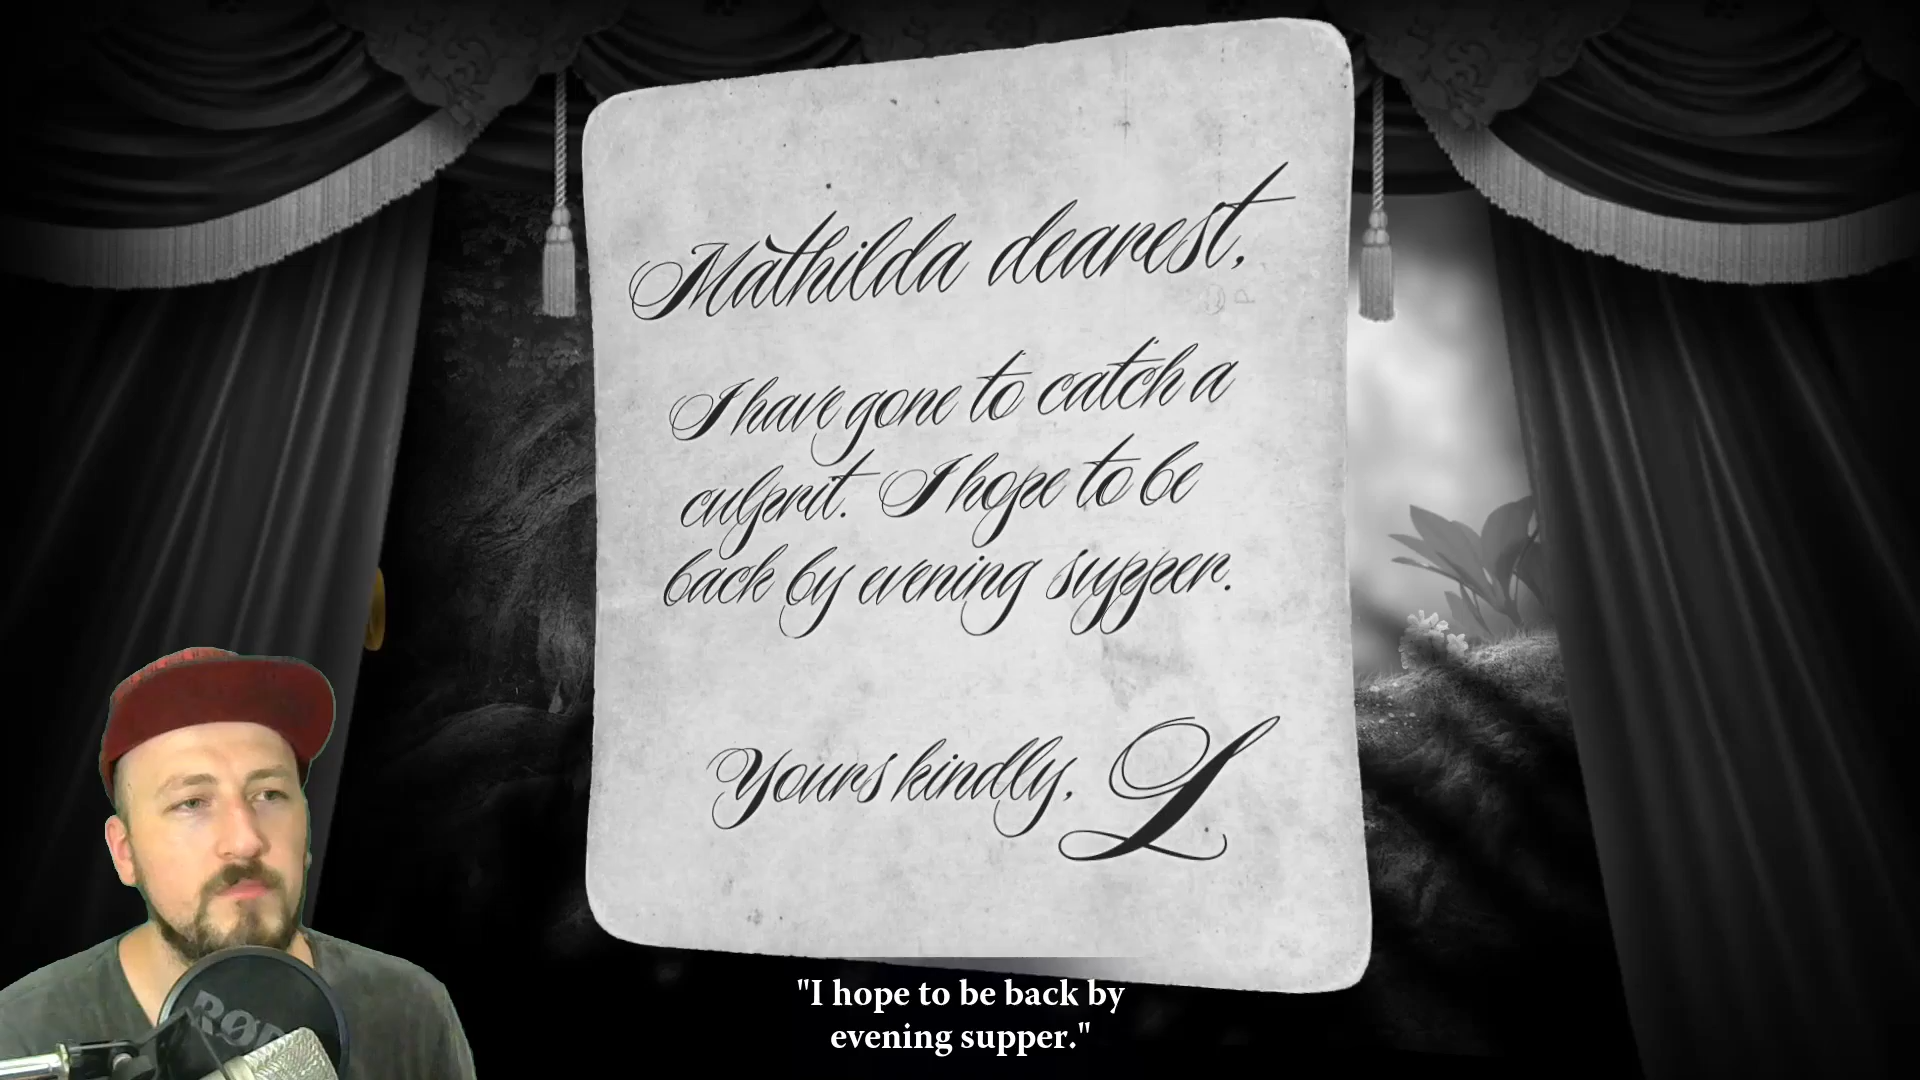 Mathilda dearest,
I have gone to catch a
culprit. I hope to be
back by evening supper.
Yours kindly, L
"I hope to be back by
evening supper."